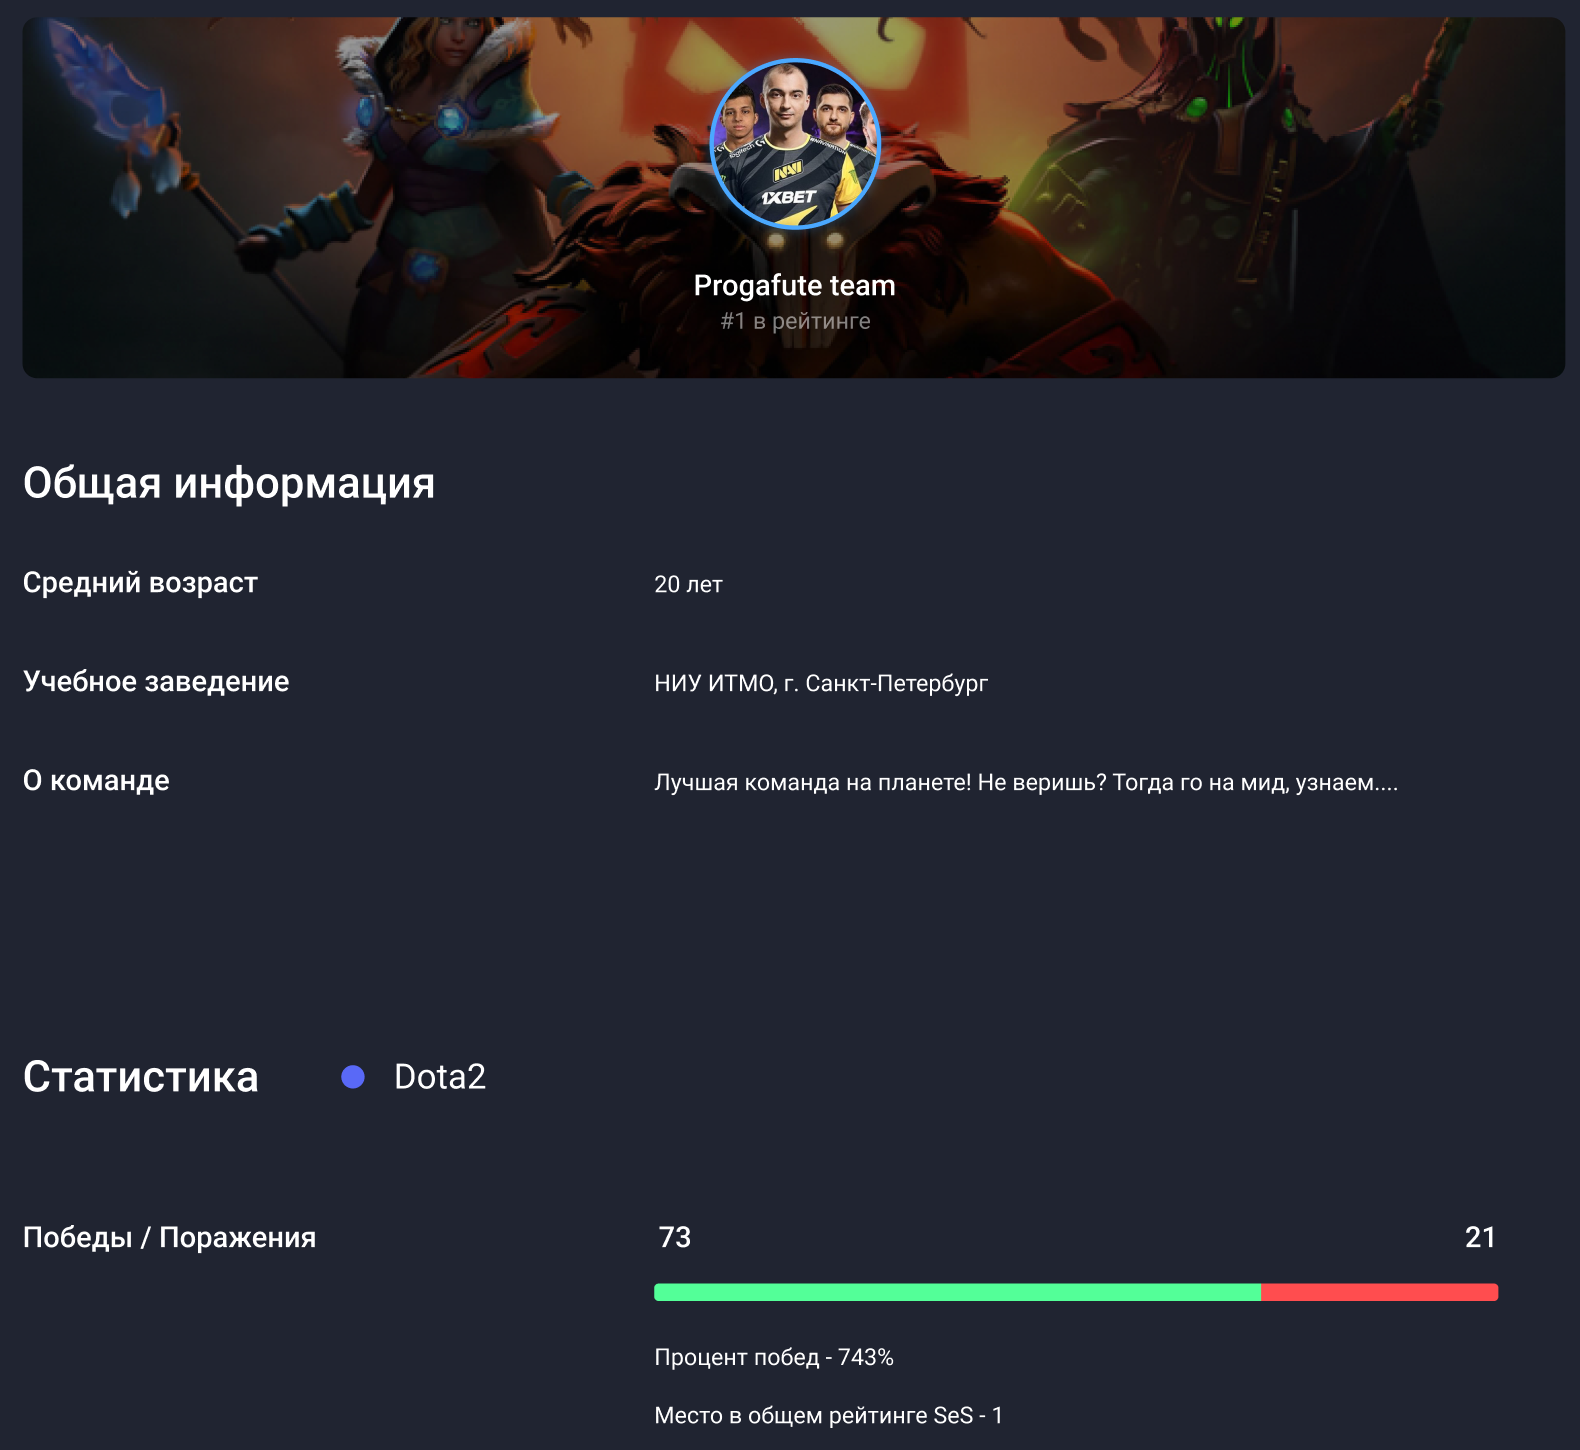 logitech
NAVI
1XBET
Progafute team
#1 в рейтинге
Общая информация
Средний возраст
20 лет
Учебное заведение
НИУ ИТМО, г. Санкт-Петербург
О команде
Лучшая команда на планете! Не веришь? Тогда го на мид, узнаем....
Статистика
Dota2
Победы / Поражения
73
21
Процент побед - 743%
Место в общем рейтинге SeS - 1